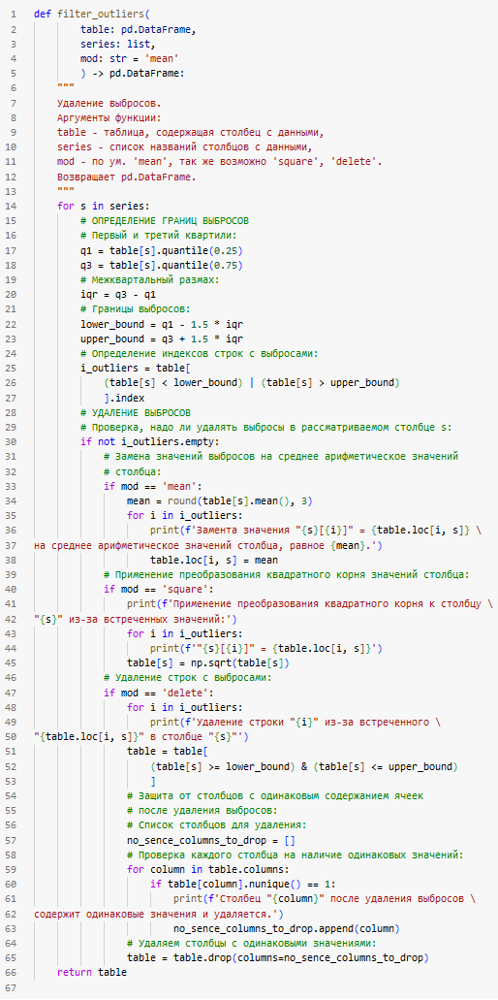 1 def filter_outliers(
2 table: pd.DataFrame,
3 series: list,
4 mod: str = 'mean'
5 ) -> pd.DataFrame:
6 """
7 Удаление выбросов.
8 Аргументы функции:
9 table - таблица, содержащая столбец с данными,
10 series - список названий столбцов с данными,
11 mod - по ум. 'mean', так же возможно 'square', 'delete'.
12 Возвращает pd.DataFrame.
13 """
14 for s in series:
15 # ОПРЕДЕЛЕНИЕ ГРАНИЦ ВЫБРОСОВ
16 # Первый и третий квартили:
17 q1 = table[s].quantile(0.25)
18 q3 = table[s].quantile(0.75)
19 # Межквартальный размах:
20 iqr = q3 - q1
21 # Границы выбросов:
22 lower_bound = q1 - 1.5 * iqr
23 upper_bound = q3 + 1.5 * iqr
24 # Определение индексов строк с выбросами:
25 i_outliers = table[
26 (table[s] < lower_bound) | (table[s] > upper_bound)
27 ].index
28 # УДАЛЕНИЕ ВЫБРОСОВ
29 # Проверка, надо ли удалять выбросы в рассматриваемом столбце s:
30 if not i_outliers.empty:
31 # Замена значений выбросов на среднее арифметическое значений
32 # столбца:
33 if mod == 'mean':
34 mean = round(table[s].mean(), 3)
35 for i in i_outliers:
36 print(f'Замента значения "{s}[{i}]" = {table.loc[i, s]} \
37 на среднее арифметическое значений столбца, равное {mean}.')
38 table.loc[i, s] = mean
39 # Применение преобразования квадратного корня значений столбца:
40 if mod == 'square':
41 print(f'Применение преобразования квадратного корня к столбцу \
42 "{s}" из-за встреченных значений:')
43 for i in i_outliers:
44 print(f'"{s}[{i}]" = {table.loc[i, s]}')
45 table[s] = np.sqrt(table[s])
46 # Удаление строк с выбросами:
47 if mod == 'delete':
48 for i in i_outliers:
49 print(f'Удаление строки "{i}" из-за встреченного \
50 "{table.loc[i, s]}" в столбце "{s}"')
51 table = table[
52 (table[s] >= lower_bound) & (table[s] <= upper_bound)
53 ]
54 # Защита от столбцов с одинаковым содержанием ячеек
55 # после удаления выбросов:
56 # Список столбцов для удаления:
57 no_sence_columns_to_drop = []
58 # Проверка каждого столбца на наличие одинаковых значений:
59 for column in table.columns:
60 if table[column].nunique() == 1:
61 print(f'Столбец "{column}" после удаления выбросов \
62 содержит одинаковые значения и удаляется.')
63 no_sence_columns_to_drop.append(column)
64 # Удаляем столбцы с одинаковыми значениями:
65 table = table.drop(columns=no_sence_columns_to_drop)
66 return table
67